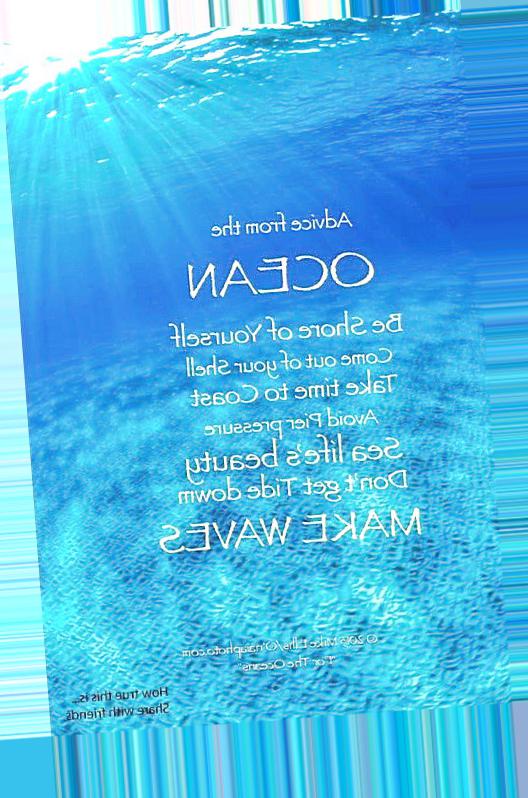 Advice from the
OCEAN
Be Shore of Yourself
Come out of your Shell
Take time to Coast
Avoid Pier pressure
Sea life's beauty
Don't get Tide down
MAKE WAVES
© 2013 Mike
"For The Oceans"
How true this is...
Share with friends